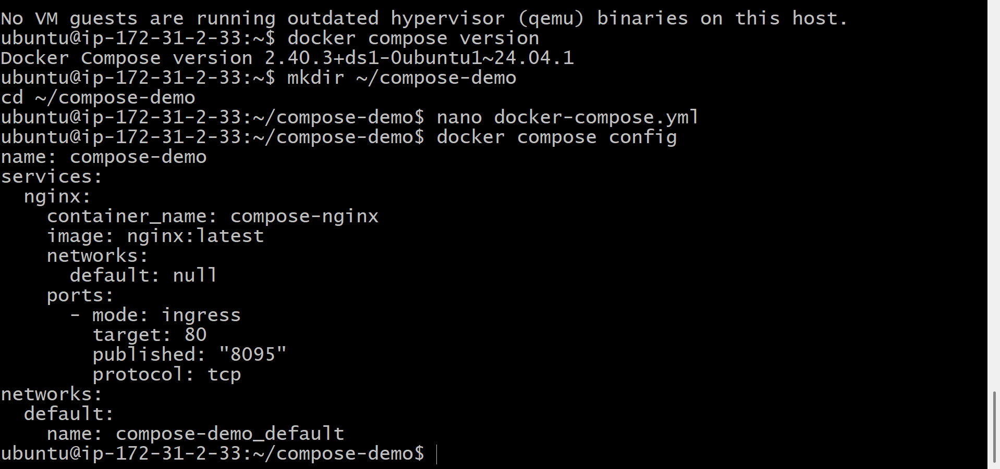 No VM guests are running outdated hypervisor (qemu) binaries on this host.
ubuntu@ip-172-31-2-33:~$ docker compose version
Docker Compose version 2.40.3+ds1-0ubuntu1~24.04.1
ubuntu@ip-172-31-2-33:~$ mkdir ~/compose-demo
cd ~/compose-demo
ubuntu@ip-172-31-2-33:~/compose-demo$ nano docker-compose.yml
ubuntu@ip-172-31-2-33:~/compose-demo$ docker compose config
name: compose-demo
services:
  nginx:
    container_name: compose-nginx
    image: nginx:latest
    networks:
      default: null
    ports:
      - mode: ingress
        target: 80
        published: "8095"
        protocol: tcp
networks:
  default:
    name: compose-demo_default
ubuntu@ip-172-31-2-33:~/compose-demo$